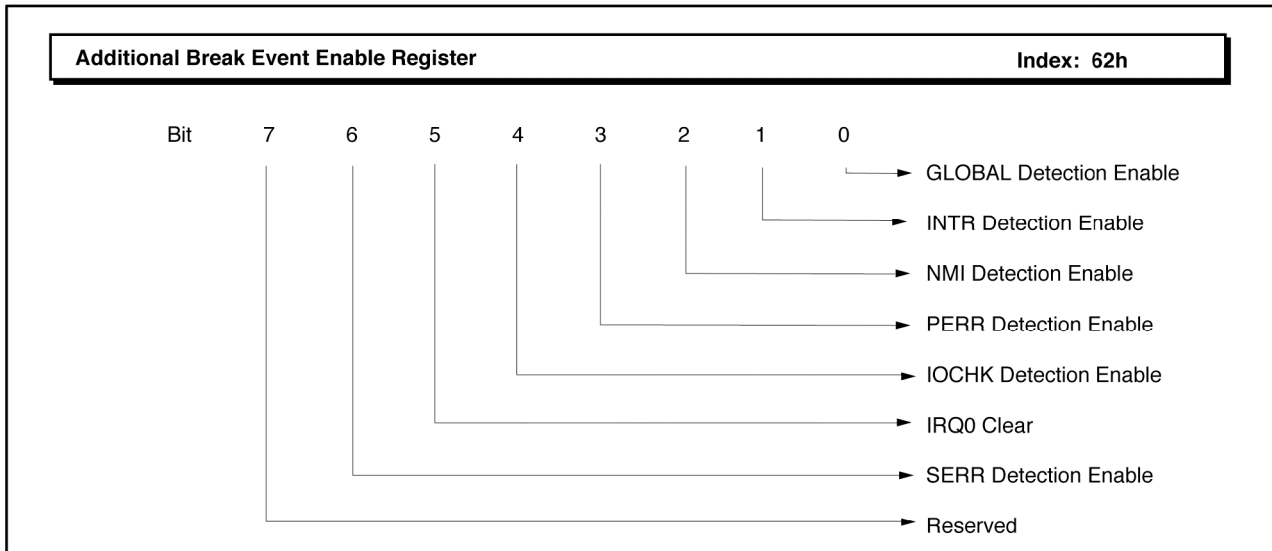 Additional Break Event Enable Register Index: 62h
Bit 7 6 5 4 3 2 1 0
GLOBAL Detection Enable
INTR Detection Enable
NMI Detection Enable
PERR Detection Enable
IOCHK Detection Enable
IRQ0 Clear
SERR Detection Enable
Reserved